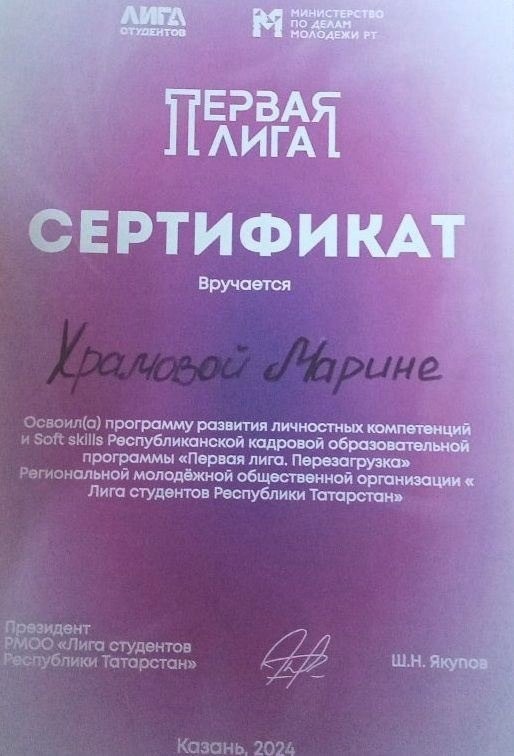 ЛИГА
СТУДЕНТОВ
МИНИСТЕРСТВО
ПО ДЕЛАМ
МОЛОДЕЖИ РТ
ПЕРВАЯ
ЛИГА
СЕРТИФИКАТ
Вручается
Храмовой Марине
Освоил(а) программу развития личностных компетенций
и Soft skills Республиканской кадровой образовательной
программы «Первая лига. Перезагрузка»
Региональной молодёжной общественной организации «
Лига студентов Республики Татарстан»
Президент
РМОО «Лига студентов
Республики Татарстан»
Ш.Н. Якупов
Казань, 2024